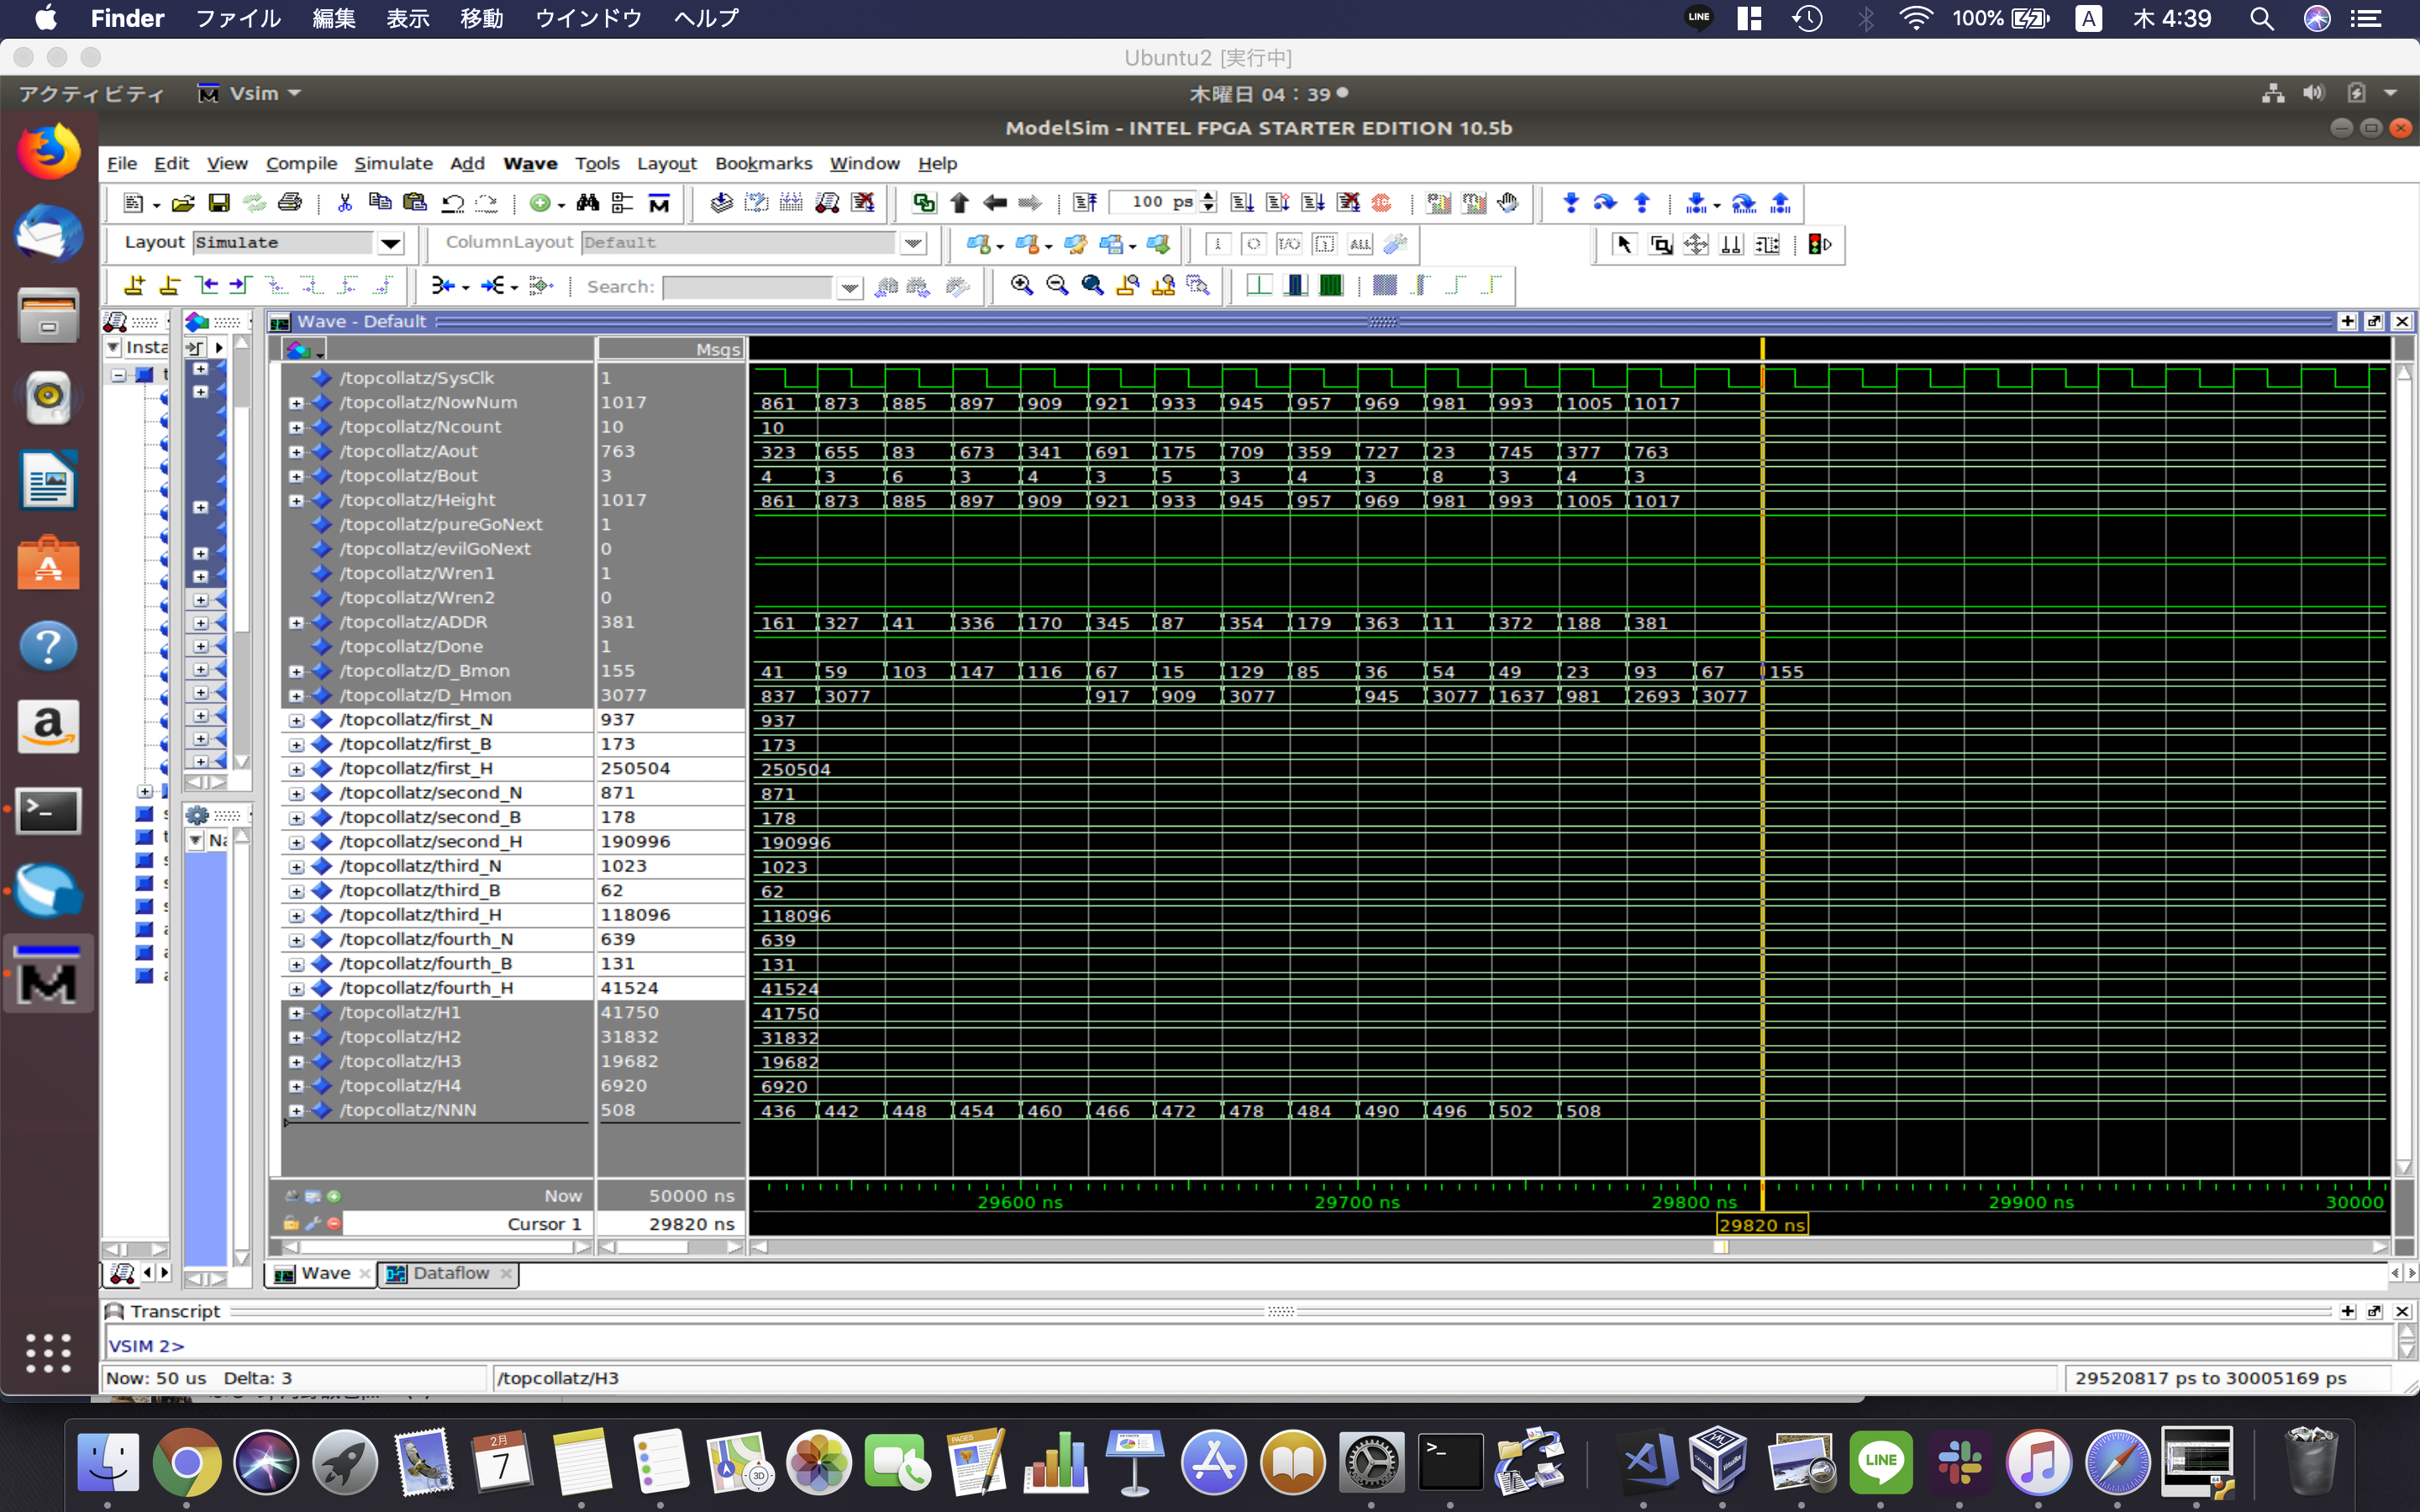 Finder ファイル 編集 表示 移動 ウインドウ ヘルプ LINE 100% A 木 4:39
Ubuntu2 [実行中]
アクティビティ Vsim 木曜日 04：39
ModelSim - INTEL FPGA STARTER EDITION 10.5b
File Edit View Compile Simulate Add Wave Tools Layout Bookmarks Window Help
100 ps
Layout Simulate ColumnLayout Default
Search:
Wave - Default
Insta Msgs
/topcollatz/SysClk 1
/topcollatz/NowNum 1017 861 873 885 897 909 921 933 945 957 969 981 993 1005 1017
/topcollatz/Ncount 10 10
/topcollatz/Aout 763 323 655 83 673 341 691 175 709 359 727 23 745 377 763
/topcollatz/Bout 3 4 3 6 3 4 3 5 3 4 3 8 3 4 3
/topcollatz/Height 1017 861 873 885 897 909 921 933 945 957 969 981 993 1005 1017
/topcollatz/pureGoNext 1
/topcollatz/evilGoNext 0
/topcollatz/Wren1 1
/topcollatz/Wren2 0
/topcollatz/ADDR 381 161 327 41 336 170 345 87 354 179 363 11 372 188 381
/topcollatz/Done 1
/topcollatz/D_Bmon 155 41 59 103 147 116 67 15 129 85 36 54 49 23 93 67 155
/topcollatz/D_Hmon 3077 837 3077 917 909 3077 945 3077 1637 981 2693 3077
/topcollatz/first_N 937 937
/topcollatz/first_B 173 173
/topcollatz/first_H 250504 250504
/topcollatz/second_N 871 871
/topcollatz/second_B 178 178
/topcollatz/second_H 190996 190996
/topcollatz/third_N 1023 1023
/topcollatz/third_B 62 62
/topcollatz/third_H 118096 118096
/topcollatz/fourth_N 639 639
/topcollatz/fourth_B 131 131
/topcollatz/fourth_H 41524 41524
/topcollatz/H1 41750 41750
/topcollatz/H2 31832 31832
/topcollatz/H3 19682 19682
/topcollatz/H4 6920 6920
/topcollatz/NNN 508 436 442 448 454 460 466 472 478 484 490 496 502 508
Now 50000 ns 29600 ns 29700 ns 29800 ns 29900 ns 30000
Cursor 1 29820 ns 29820 ns
Wave Dataflow
Transcript
VSIM 2>
Now: 50 us Delta: 3 /topcollatz/H3 29520817 ps to 30005169 ps
2月
7
PAGES
3D
LINE